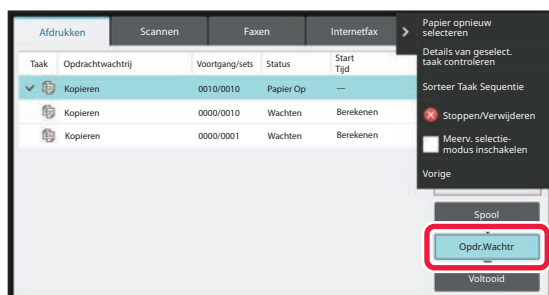 Afdrukken Scannen Faxen Internetfax
Taak Opdrachtwachtrij Voortgang/sets Status Start Tijd
Kopieren 0010/0010 Papier Op ---
Kopieren 0000/0010 Wachten Berekenen
Kopieren 0000/0001 Wachten Berekenen
Papier opnieuw
selecteren
Details van geselect.
taak controleren
Sorteer Taak Sequentie
Stoppen/Verwijderen
Meerv. selectie-
modus inschakelen
Vorige
Spool
Opdr.Wachtr
Voltooid